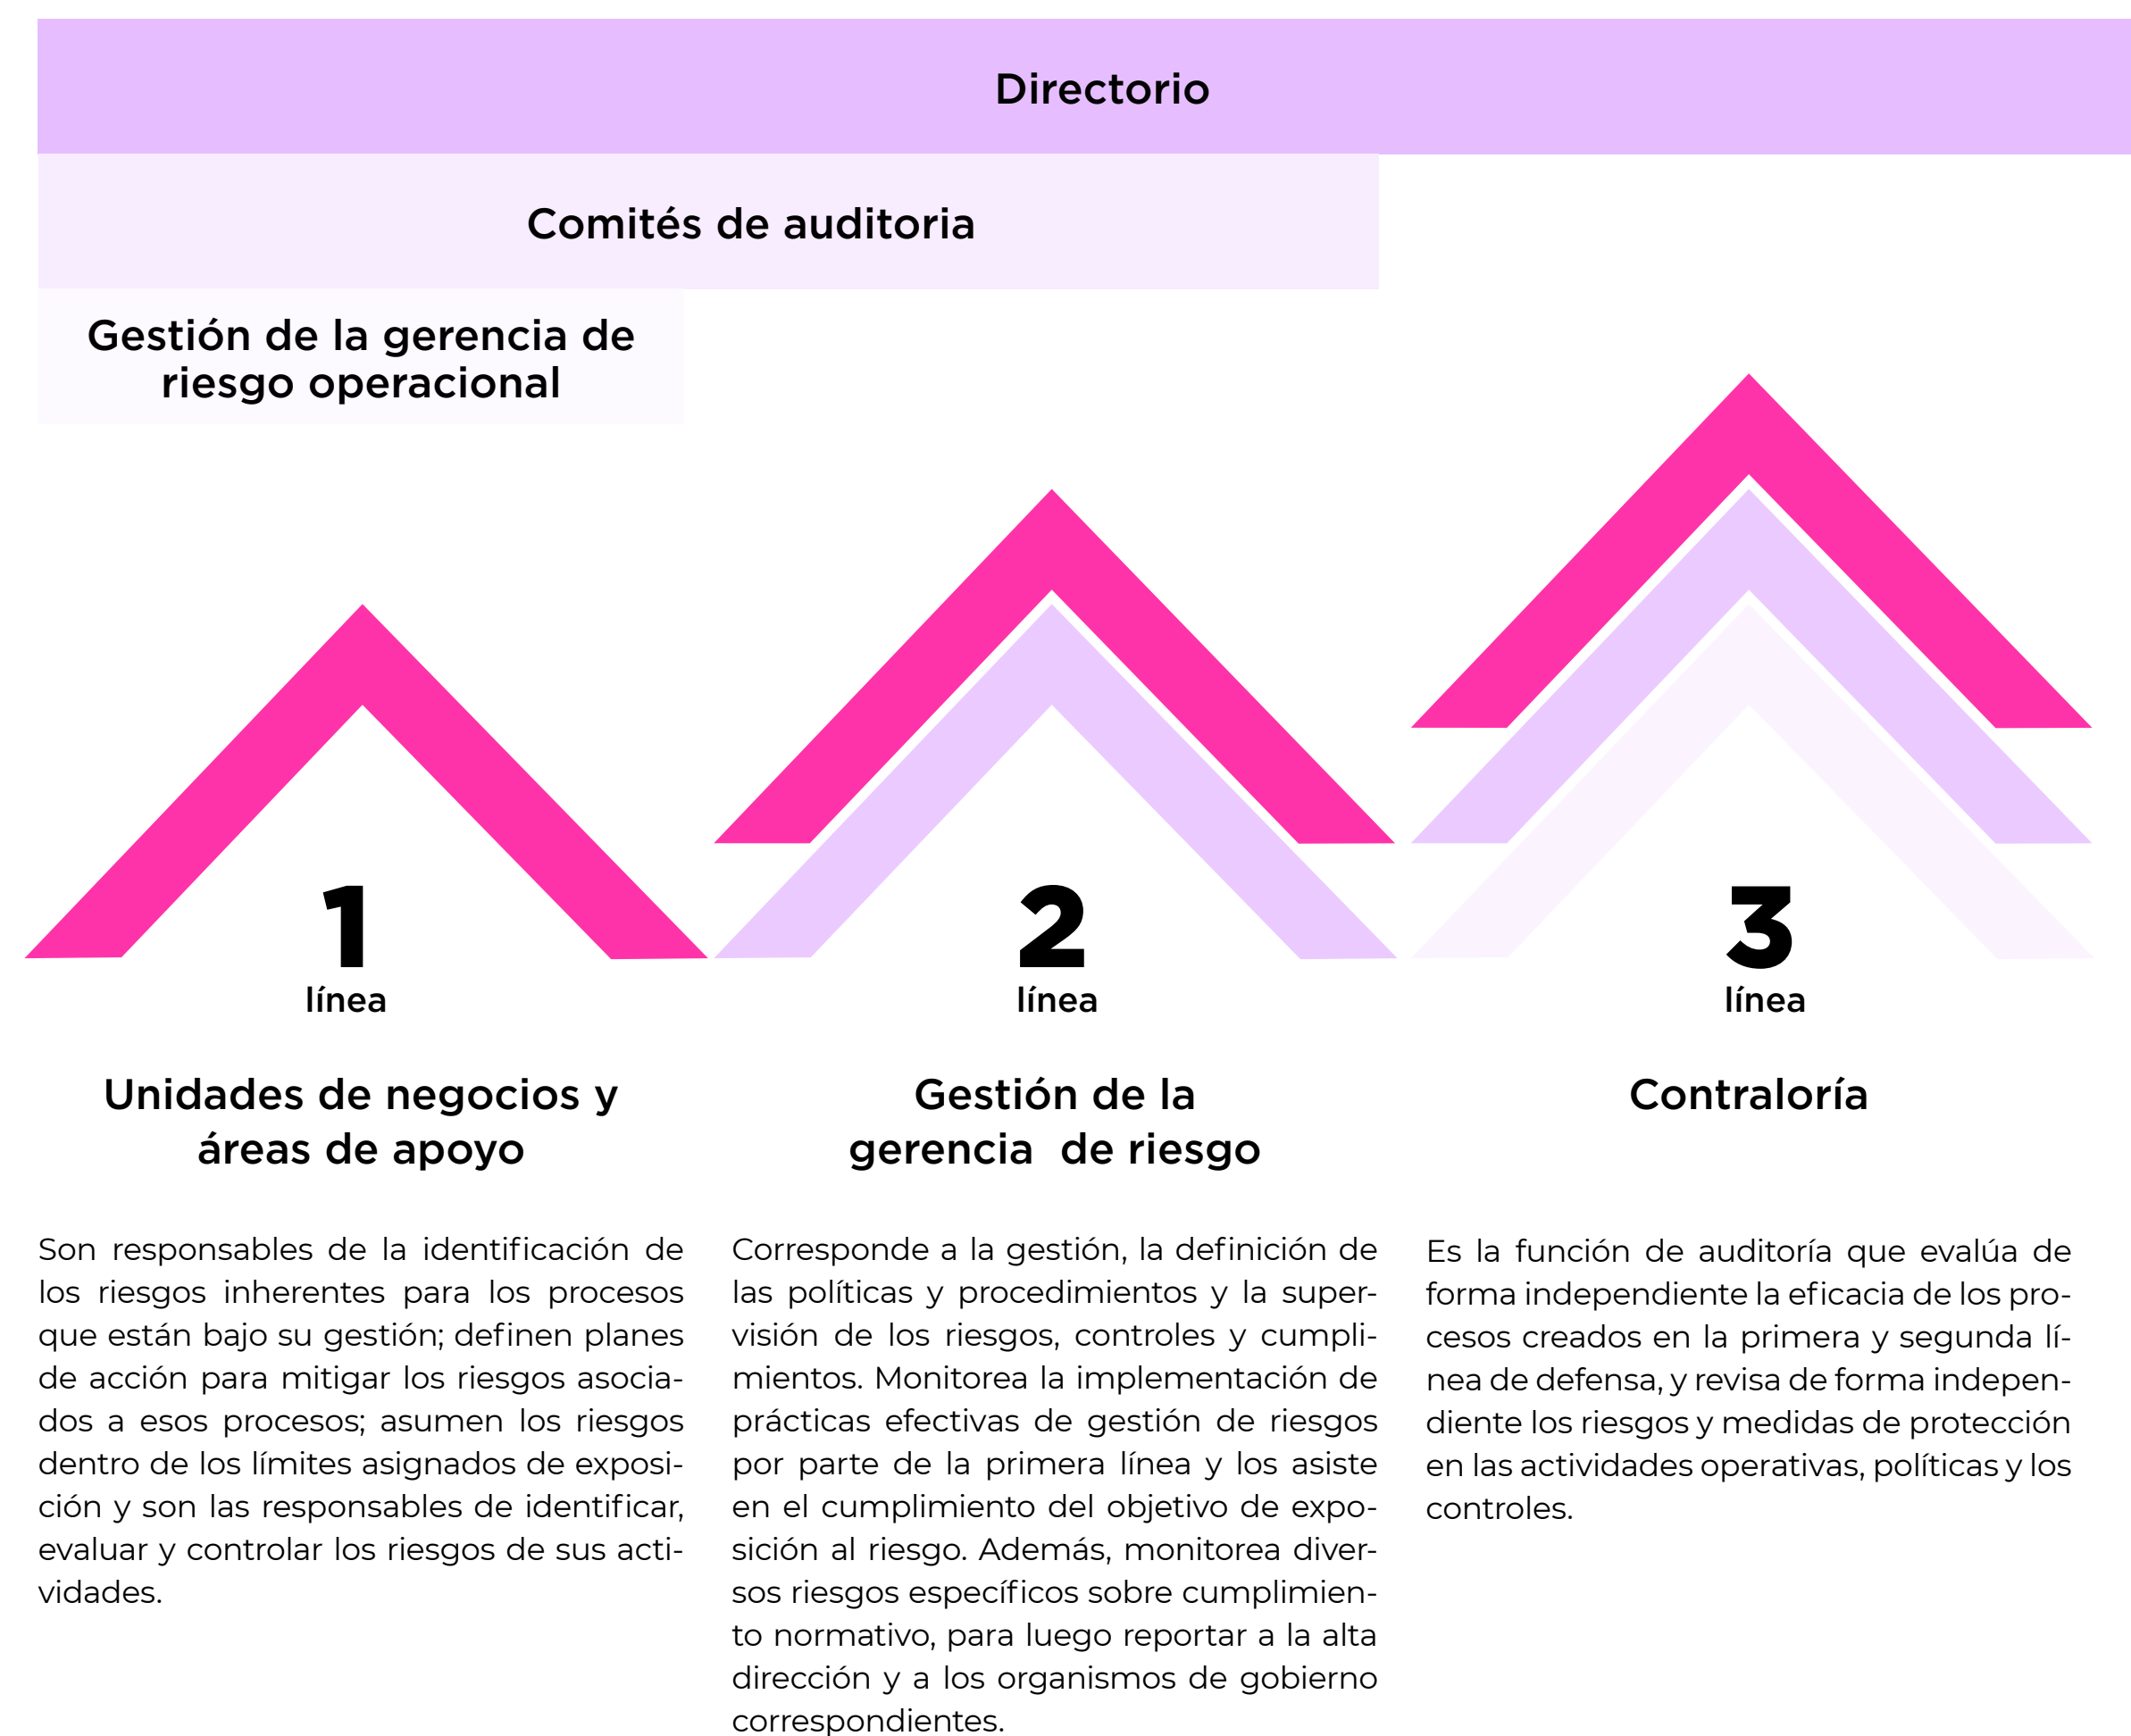 Directorio
Comités de auditoria
Gestión de la gerencia de
riesgo operacional
1
línea
Unidades de negocios y
áreas de apoyo
Son responsables de la identificación de
los riesgos inherentes para los procesos
que están bajo su gestión; definen planes
de acción para mitigar los riesgos asocia-
dos a esos procesos; asumen los riesgos
dentro de los límites asignados de exposi-
ción y son las responsables de identificar,
evaluar y controlar los riesgos de sus acti-
vidades.
2
línea
Gestión de la
gerencia de riesgo
Corresponde a la gestión, la definición de
las políticas y procedimientos y la super-
visión de los riesgos, controles y cumpli-
mientos. Monitorea la implementación de
prácticas efectivas de gestión de riesgos
por parte de la primera línea y los asiste
en el cumplimiento del objetivo de expo-
sición al riesgo. Además, monitorea diver-
sos riesgos específicos sobre cumplimien-
to normativo, para luego reportar a la alta
dirección y a los organismos de gobierno
correspondientes.
3
línea
Contraloría
Es la función de auditoría que evalúa de
forma independiente la eficacia de los pro-
cesos creados en la primera y segunda lí-
nea de defensa, y revisa de forma indepen-
diente los riesgos y medidas de protección
en las actividades operativas, políticas y los
controles.